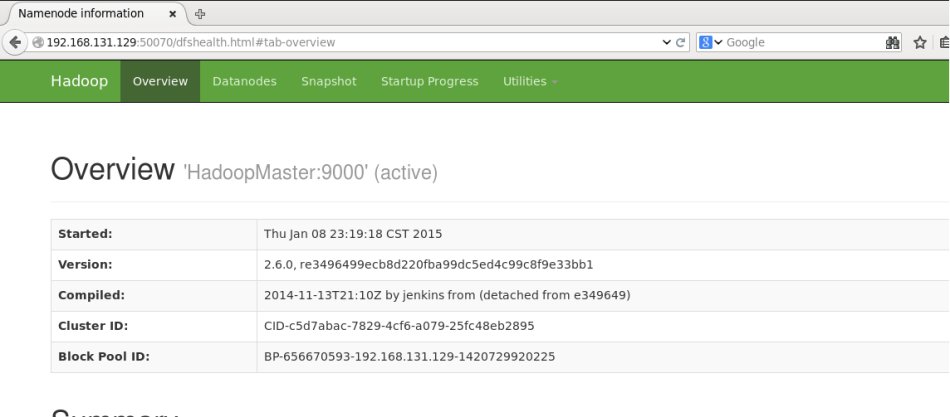 Namenode information
192.168.131.129:50070/dfshealth.html#tab-overview
Google
Hadoop Overview Datanodes Snapshot Startup Progress Utilities
Overview 'HadoopMaster:9000' (active)
Started: Thu Jan 08 23:19:18 CST 2015
Version: 2.6.0, re3496499ecb8d220fba99dc5ed4c99c8f9e33bb1
Compiled: 2014-11-13T21:10Z by jenkins from (detached from e349649)
Cluster ID: CID-c5d7abac-7829-4cf6-a079-25fc48eb2895
Block Pool ID: BP-656670593-192.168.131.129-1420729920225